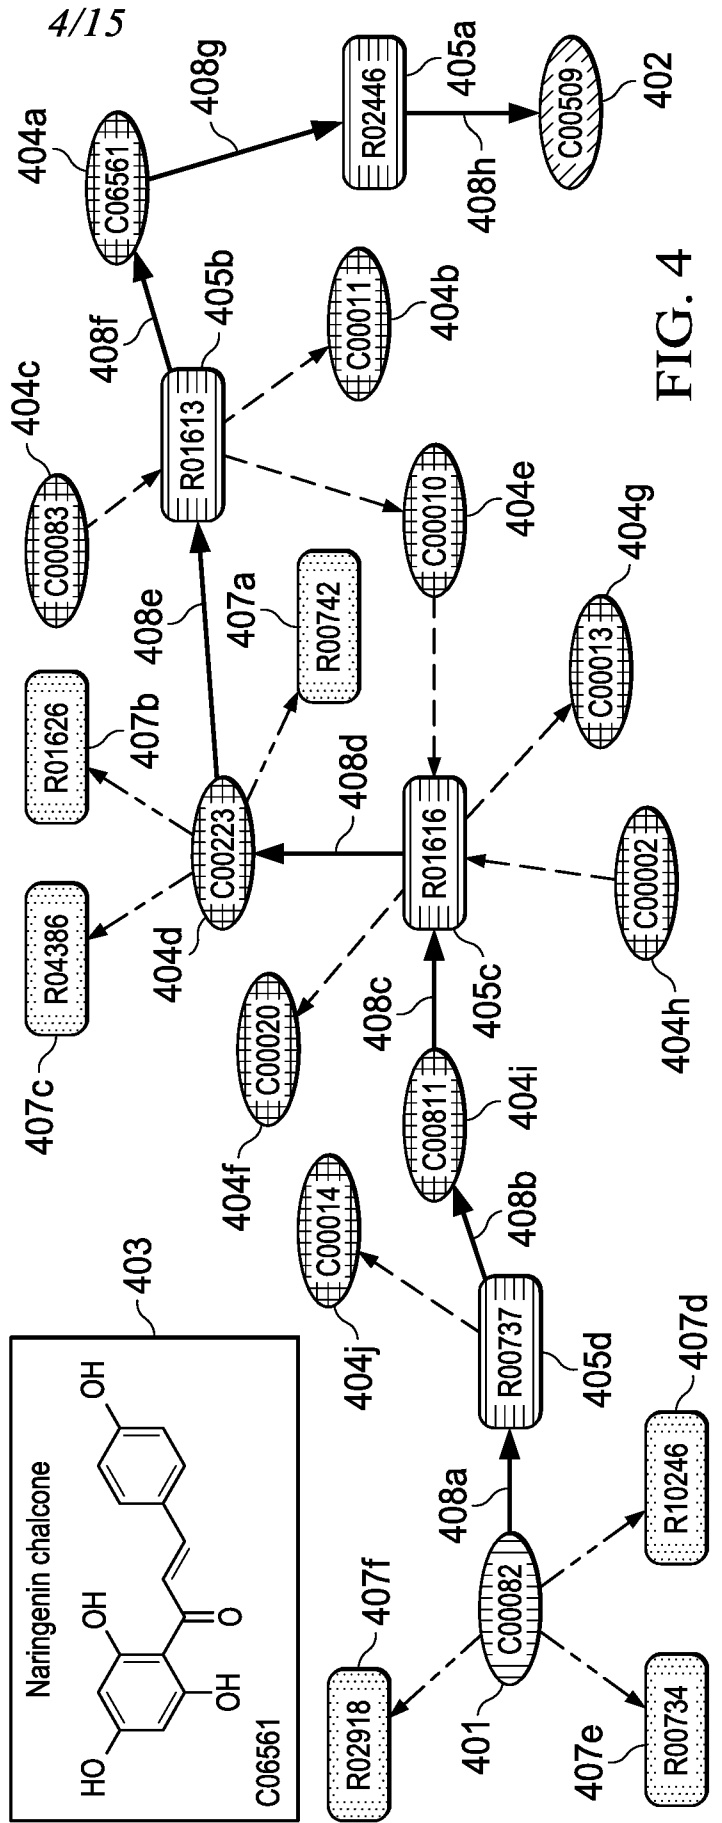 4/15
Naringenin chalcone
HO
OH
OH
O
OH
C06561
403
R04386
407c
R01626
407b
C00083
404c
404a
C06561
408f
408g
R01613
405b
408e
C00223
404d
R00742
407a
C00011
404b
R02446
405a
408h
C00509
402
C00020
404f
408d
C00010
404e
C00014
404j
C00811
404i
408c
R01616
405c
C00013
404g
C00002
404h
408b
R00737
405d
408a
C00082
401
R02918
407f
R00734
407e
R10246
407d
FIG. 4